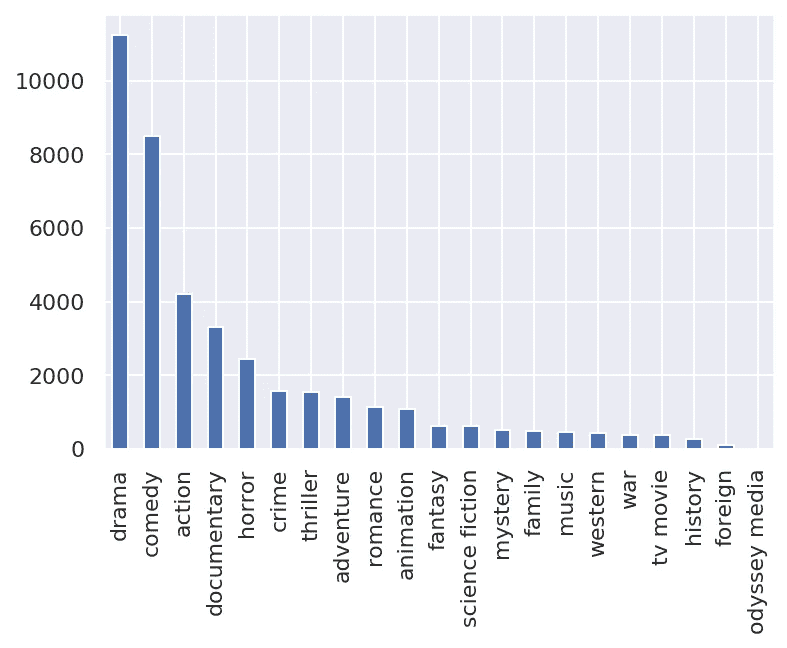 10000
8000
6000
4000
2000
0
drama
comedy
action
documentary
horror
crime
thriller
adventure
romance
animation
fantasy
science fiction
mystery
family
music
western
war
tv movie
history
foreign
odyssey media